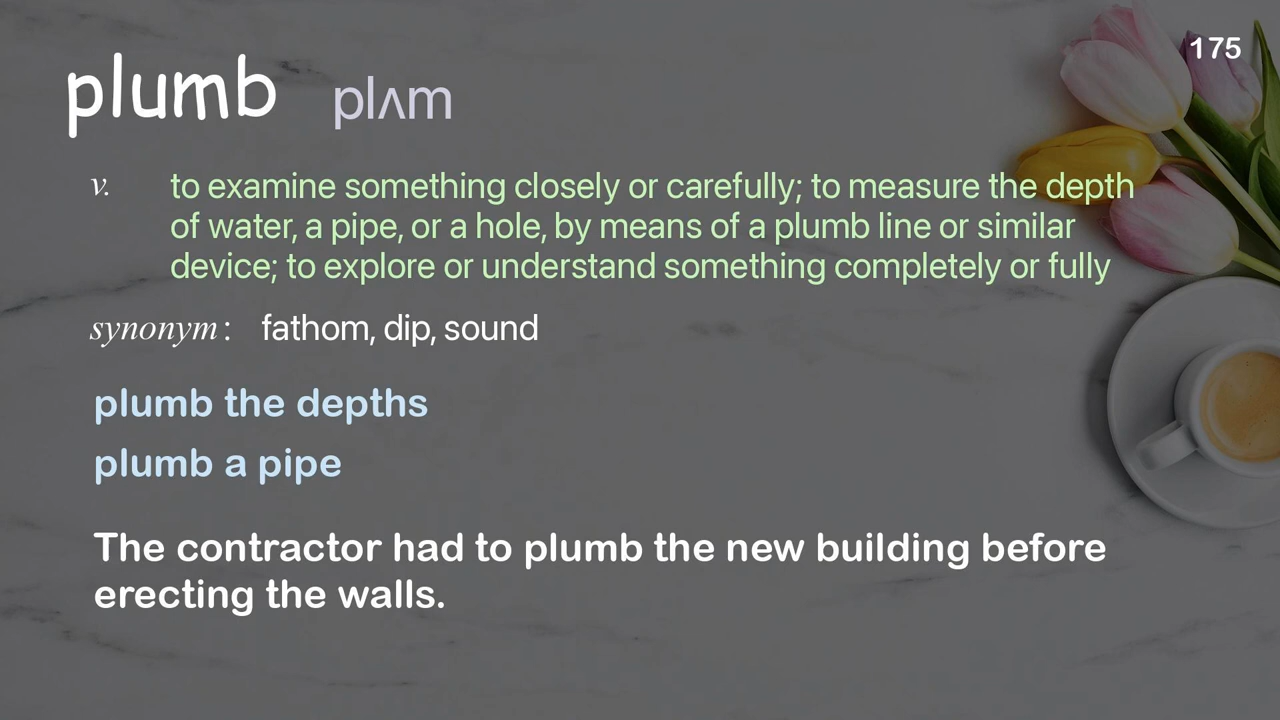 175
plumb plʌm
v. to examine something closely or carefully; to measure the depth
of water, a pipe, or a hole, by means of a plumb line or similar
device; to explore or understand something completely or fully
synonym: fathom, dip, sound
plumb the depths
plumb a pipe
The contractor had to plumb the new building before
erecting the walls.